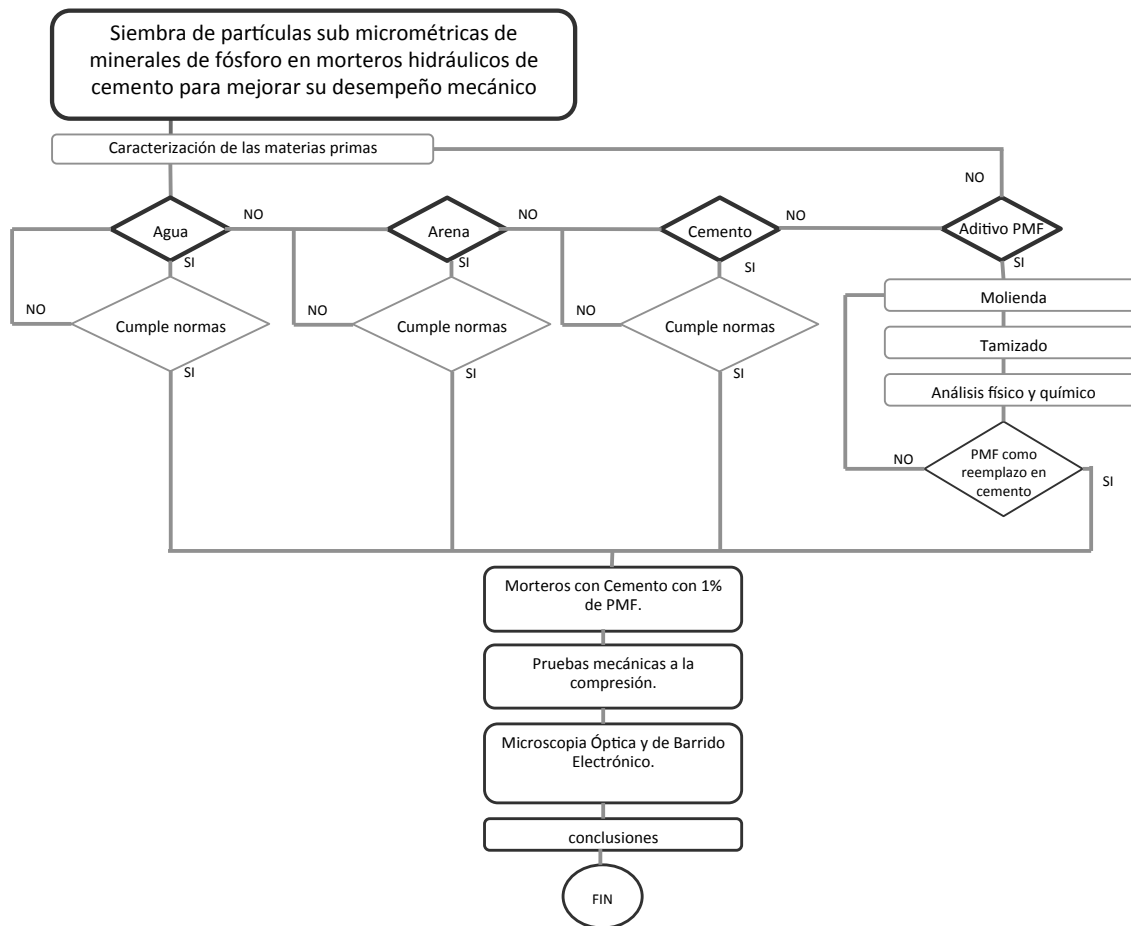 Siembra de partículas sub micrométricas de
minerales de fósforo en morteros hidráulicos de
cemento para mejorar su desempeño mecánico
Caracterización de las materias primas
NO
Agua
NO
Arena
NO
Cemento
NO
Aditivo PMF
SI
SI
SI
SI
NO
Cumple normas
NO
Cumple normas
NO
Cumple normas
Molienda
Tamizado
SI
SI
SI
Análisis físico y químico
NO
PMF como
reemplazo en
cemento
SI
Morteros con Cemento con 1%
de PMF.
Pruebas mecánicas a la
compresión.
Microscopia Óptica y de Barrido
Electrónico.
conclusiones
FIN